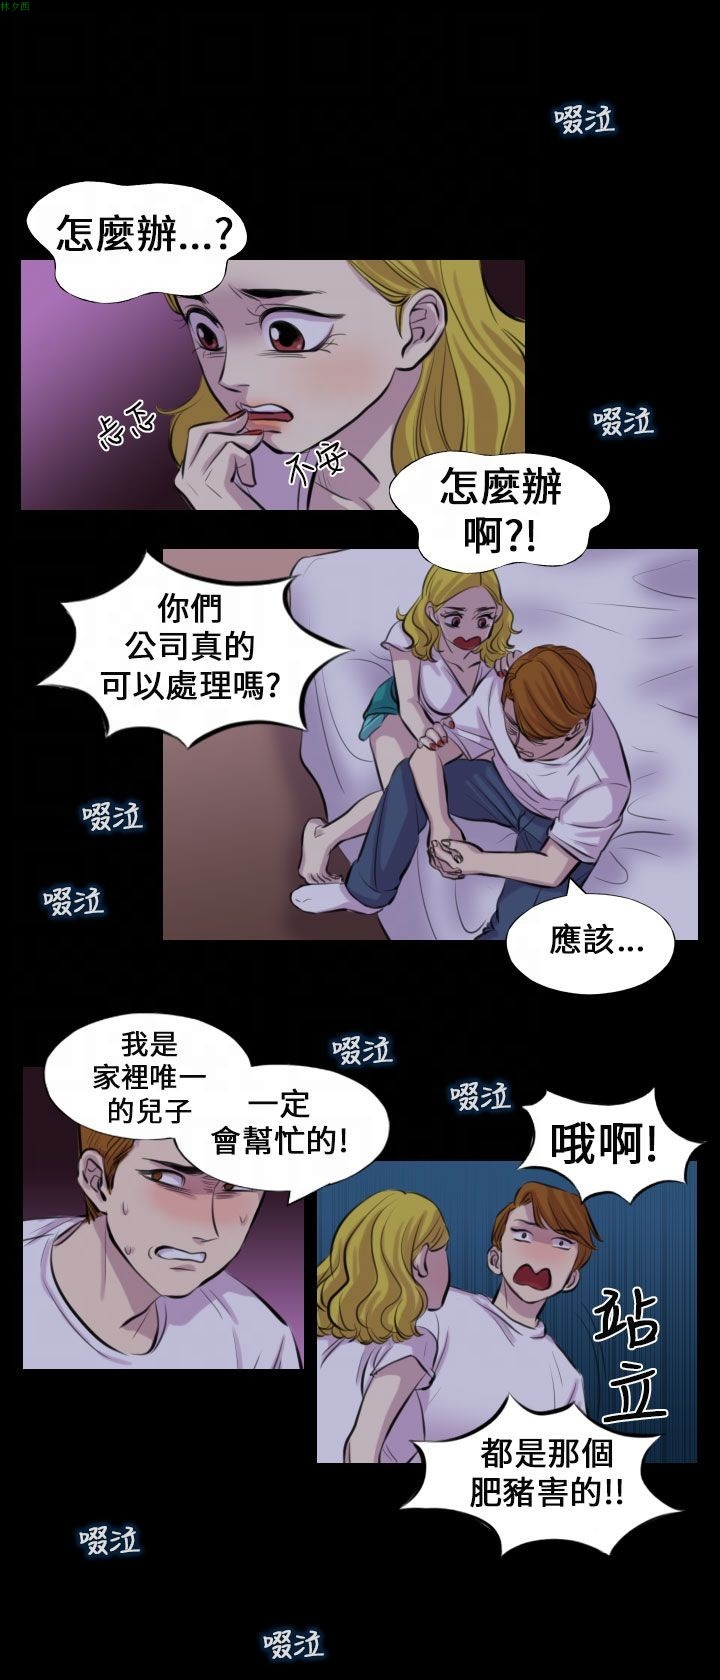 林夕西
啜泣
怎麼辦...?
忐忑
不安
啜泣
怎麼辦
啊?!
你們
公司真的
可以處理嗎?
啜泣
啜泣
應該...
我是
家裡唯一
的兒子
一定
會幫忙的!
啜泣
啜泣
哦啊!
站
立
都是那個
肥豬害的!!
啜泣
啜泣